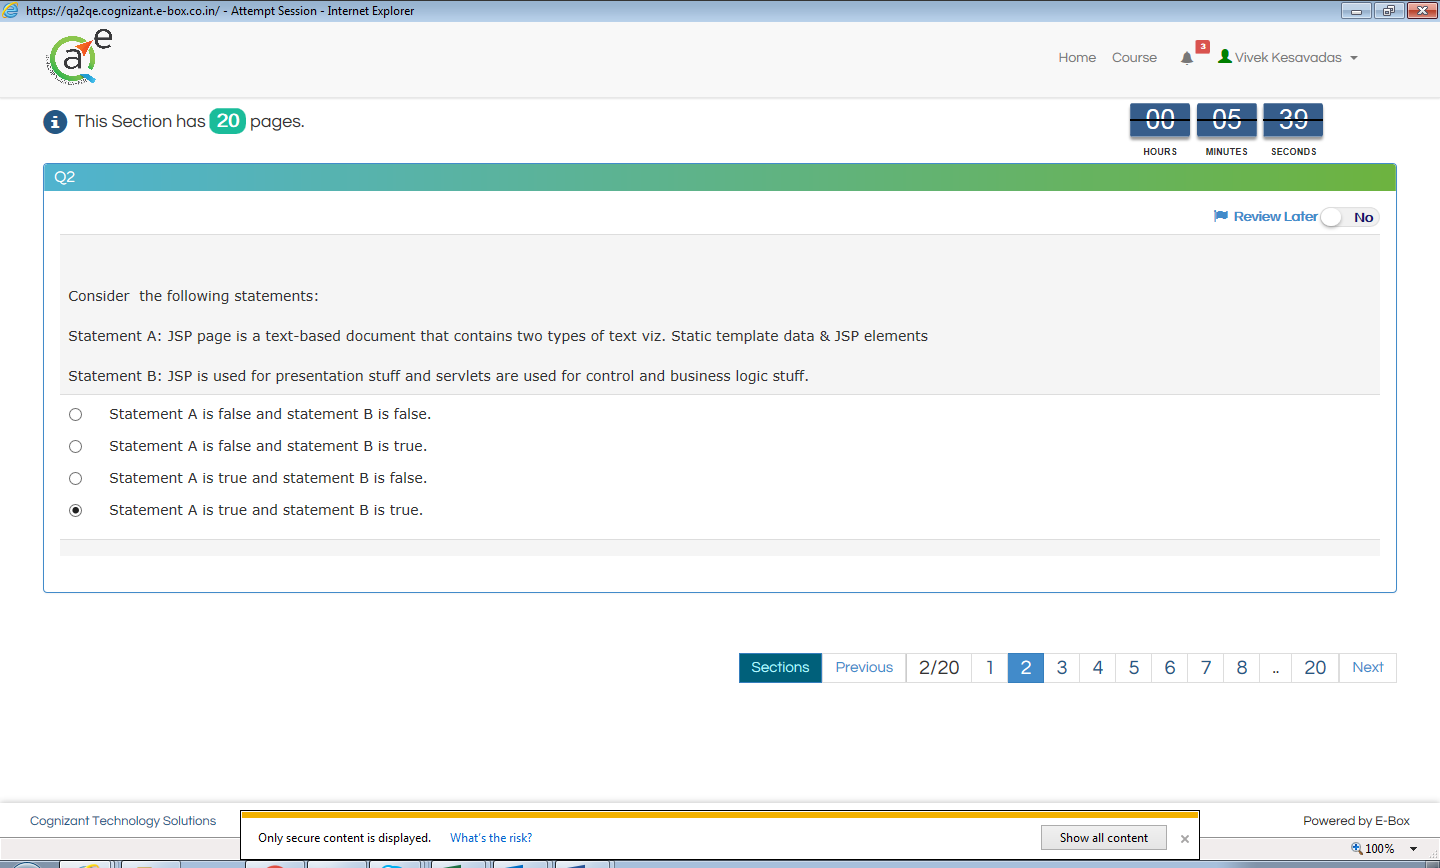 https://qa2qe.cognizant.e-box.co.in/ - Attempt Session - Internet Explorer
a e
Home Course 3 Vivek Kesavadas
i This Section has 20 pages.
00 05 39
HOURS MINUTES SECONDS
Q2
Review Later No
Consider  the following statements:
Statement A: JSP page is a text-based document that contains two types of text viz. Static template data & JSP elements
Statement B: JSP is used for presentation stuff and servlets are used for control and business logic stuff.
Statement A is false and statement B is false.
Statement A is false and statement B is true.
Statement A is true and statement B is false.
Statement A is true and statement B is true.
Sections Previous 2/20 1 2 3 4 5 6 7 8 .. 20 Next
Cognizant Technology Solutions
Powered by E-Box
Only secure content is displayed. What's the risk? Show all content ×
100%